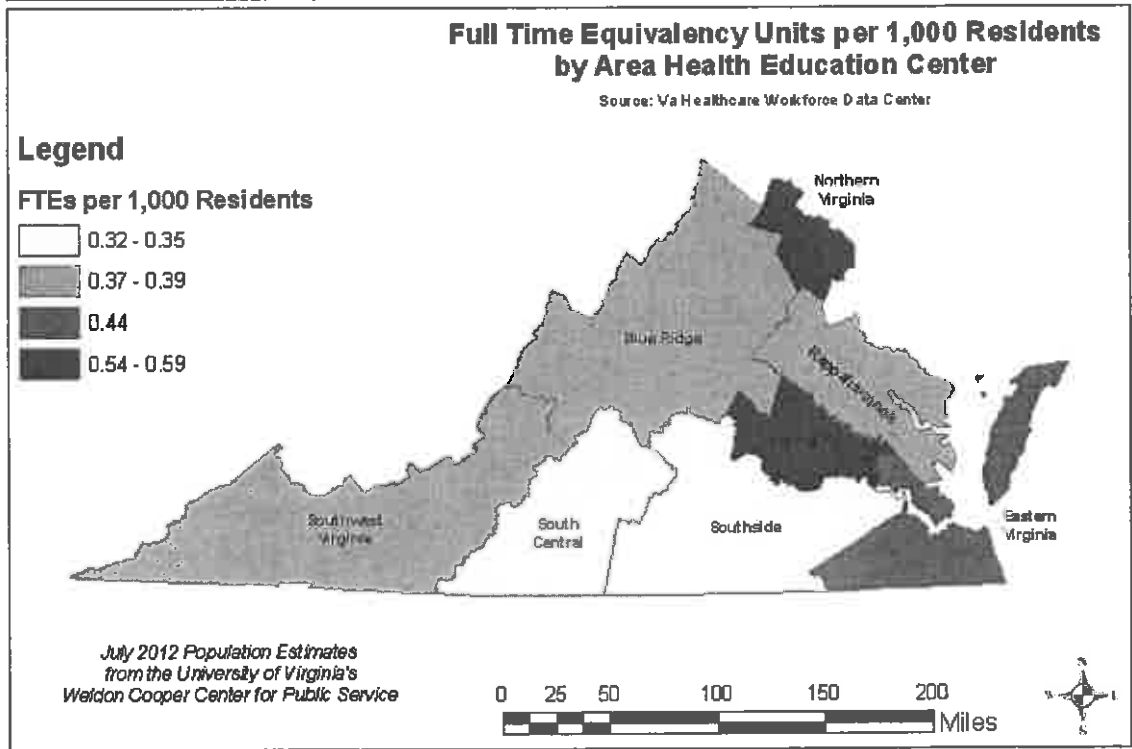 Full Time Equivalency Units per 1,000 Residents
by Area Health Education Center
Source: Va Healthcare Workforce Data Center
Legend
FTEs per 1,000 Residents
0.32 - 0.35
0.37 - 0.39
0.44
0.54 - 0.59
Northern
Virginia
Blue Ridge
Rappahannock
Southwest
Virginia
South
Central
Southside
Eastern
Virginia
July 2012 Population Estimates
from the University of Virginia's
Weldon Cooper Center for Public Service
0 25 50 100 150 200
Miles
N
W
S